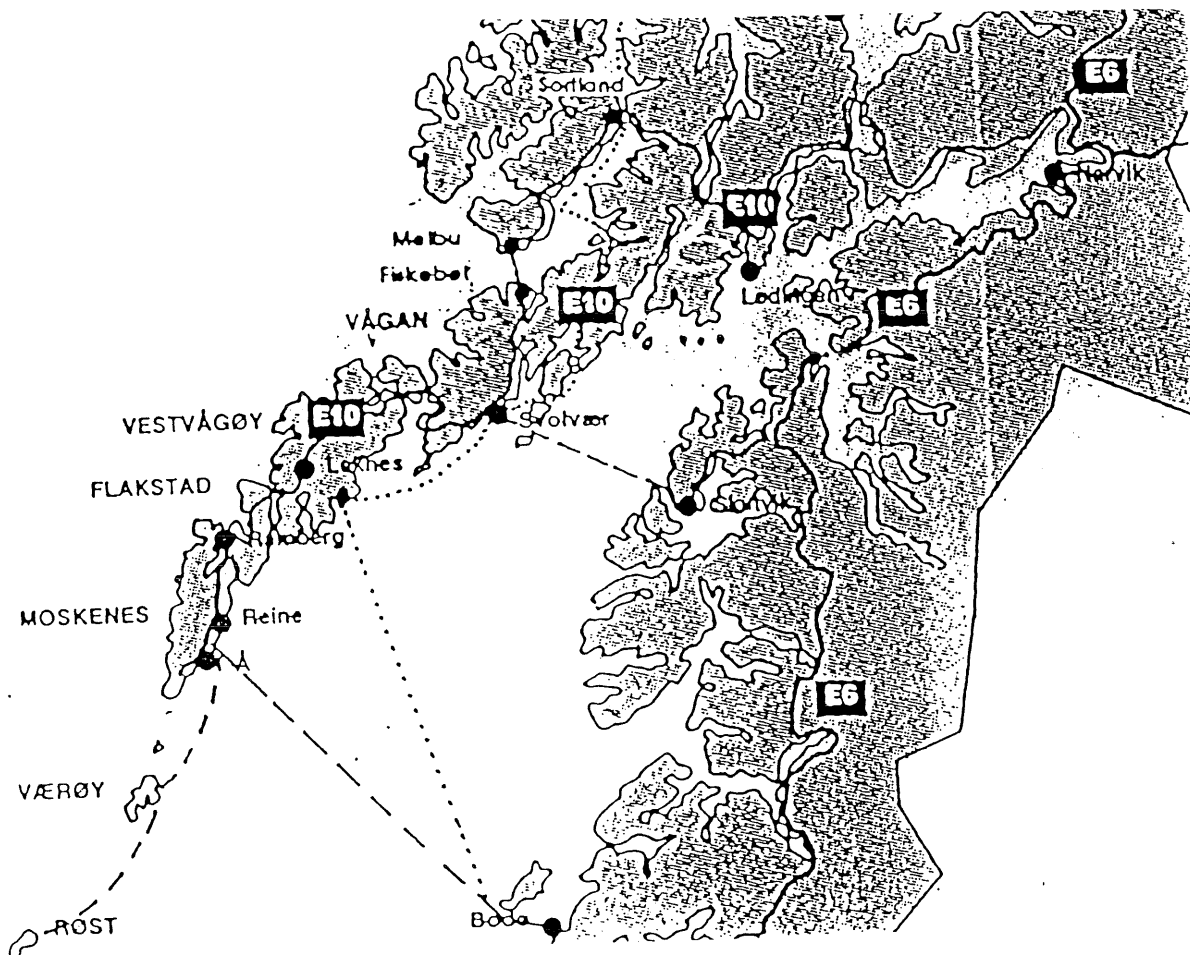 E6
Sortland
Narvik
E10
Melbu
Fiskebøl
Lødingen
E10
E6
VÅGAN
VESTVÅGØY
E10
Svolvær
Leknes
FLAKSTAD
Ramberg
MOSKENES
Reine
Å
E6
VÆRØY
Bodø
RØST